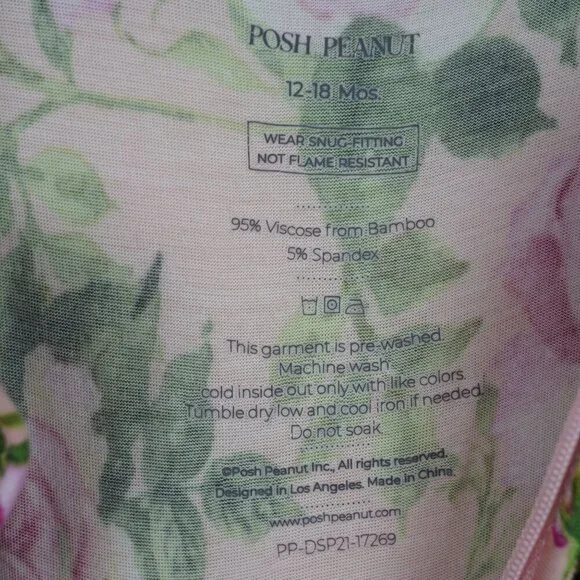 POSH PEANUT
12-18 Mos.
WEAR SNUG-FITTING
NOT FLAME RESISTANT
95% Viscose from Bamboo
5% Spandex
This garment is pre-washed.
Machine wash
cold inside out only with like colors.
Tumble dry low and cool iron if needed.
Do not soak.
©Posh Peanut Inc., All rights reserved.
Designed in Los Angeles. Made in China.
www.poshpeanut.com
PP-DSP21-17269